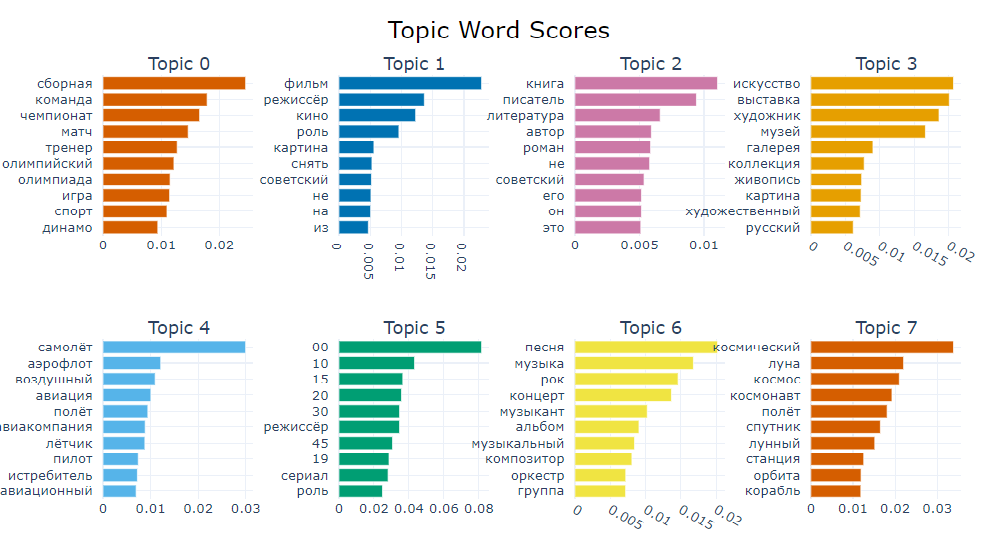 Topic Word Scores
Topic 0
сборная
команда
чемпионат
матч
тренер
олимпийский
олимпиада
игра
спорт
динамо
0 0.01 0.02
Topic 1
фильм
режиссёр
кино
роль
картина
снять
советский
не
на
из
0 0.005 0.01 0.015 0.02
Topic 2
книга
писатель
литература
автор
роман
не
советский
его
он
это
0 0.005 0.01
Topic 3
искусство
выставка
художник
музей
галерея
коллекция
живопись
картина
художественный
русский
0 0.005 0.01 0.015 0.02
Topic 4
самолёт
аэрофлот
воздушный
авиация
полёт
авиакомпания
лётчик
пилот
истребитель
авиационный
0 0.01 0.02 0.03
Topic 5
00
10
15
20
30
режиссёр
45
19
сериал
роль
0 0.02 0.04 0.06 0.08
Topic 6
песня
музыка
рок
концерт
музыкант
альбом
музыкальный
композитор
оркестр
группа
0 0.005 0.01 0.015 0.02
Topic 7
космический
луна
космос
космонавт
полёт
спутник
лунный
станция
орбита
корабль
0 0.01 0.02 0.03